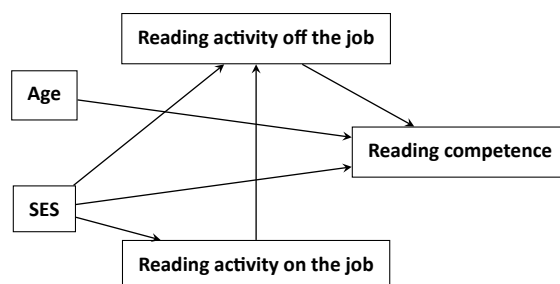 Reading activity off the job
Age
Reading competence
SES
Reading activity on the job